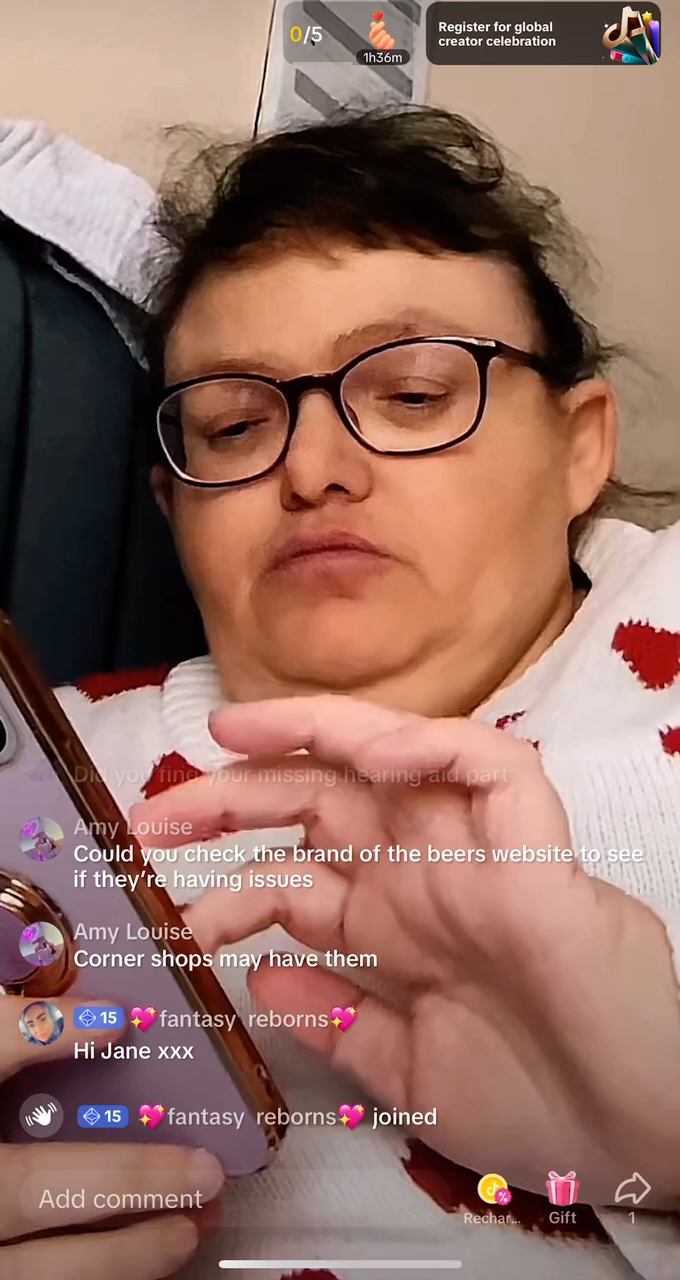 0/5
1h36m
Register for global
creator celebration
Did you find your missing hearing aid part
Amy Louise
Could you check the brand of the beers website to see
if they’re having issues
Amy Louise
Corner shops may have them
15 💖fantasy reborns💖
Hi Jane xxx
15 💖fantasy reborns💖 joined
Add comment
Rechar...
Gift
1